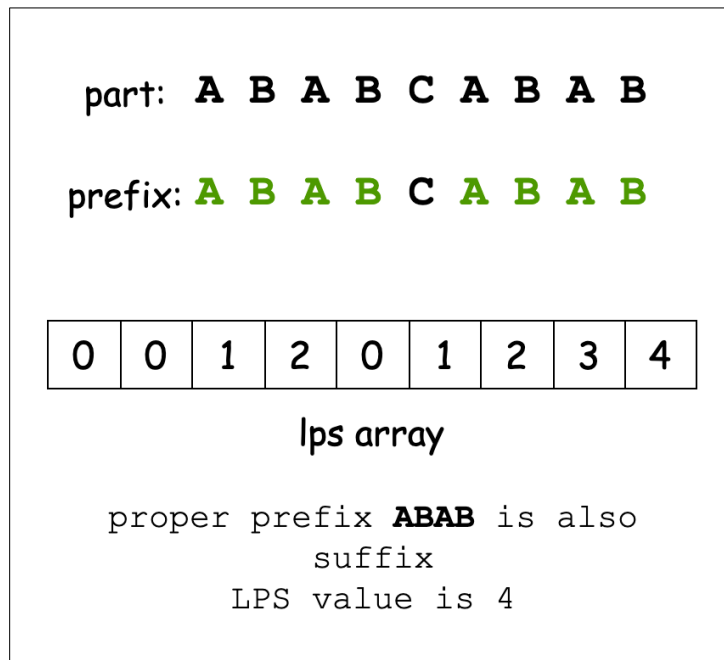 part: A B A B C A B A B
prefix: A B A B C A B A B
0 0 1 2 0 1 2 3 4
lps array
proper prefix ABAB is also
suffix
LPS value is 4